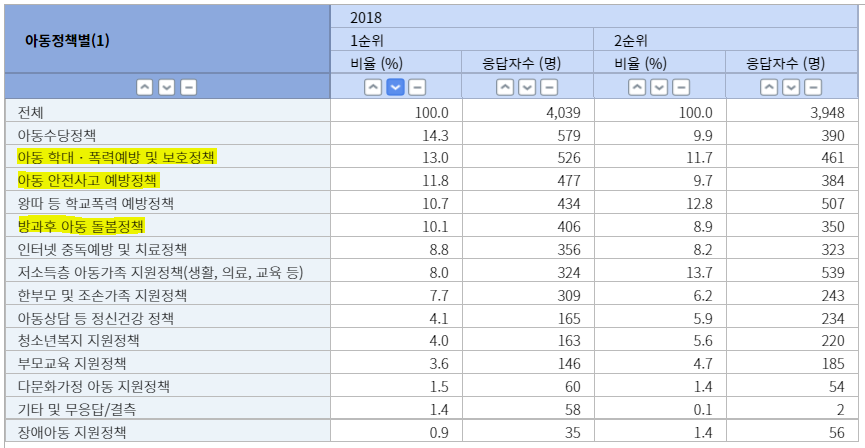 아동정책별(1) 2018
1순위 2순위
비율 (%) 응답자수 (명) 비율 (%) 응답자수 (명)
전체 100.0 4,039 100.0 3,948
아동수당정책 14.3 579 9.9 390
아동 학대 · 폭력예방 및 보호정책 13.0 526 11.7 461
아동 안전사고 예방정책 11.8 477 9.7 384
왕따 등 학교폭력 예방정책 10.7 434 12.8 507
방과후 아동 돌봄정책 10.1 406 8.9 350
인터넷 중독예방 및 치료정책 8.8 356 8.2 323
저소득층 아동가족 지원정책(생활, 의료, 교육 등) 8.0 324 13.7 539
한부모 및 조손가족 지원정책 7.7 309 6.2 243
아동상담 등 정신건강 정책 4.1 165 5.9 234
청소년복지 지원정책 4.0 163 5.6 220
부모교육 지원정책 3.6 146 4.7 185
다문화가정 아동 지원정책 1.5 60 1.4 54
기타 및 무응답/결측 1.4 58 0.1 2
장애아동 지원정책 0.9 35 1.4 56